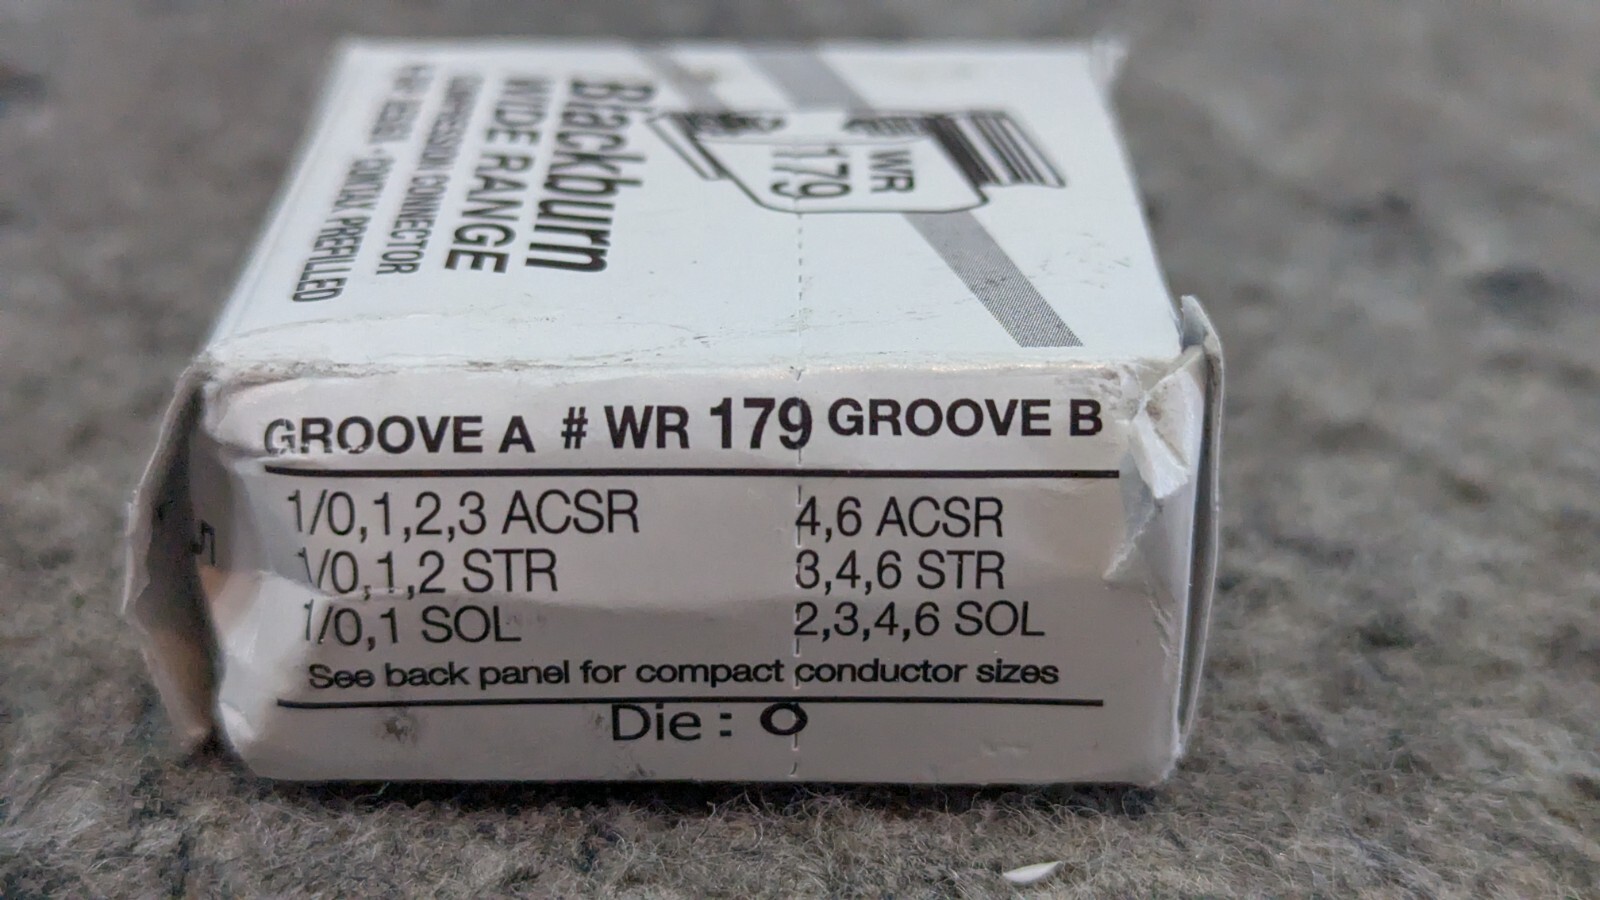 Blackburn
WIDE RANGE
COMPRESSION CONNECTOR
CONTAX PREFILLED
WR
179
GROOVE A # WR 179 GROOVE B
1/0,1,2,3 ACSR 4,6 ACSR
1/0,1,2 STR 3,4,6 STR
1/0,1 SOL 2,3,4,6 SOL
See back panel for compact conductor sizes
Die : O
5